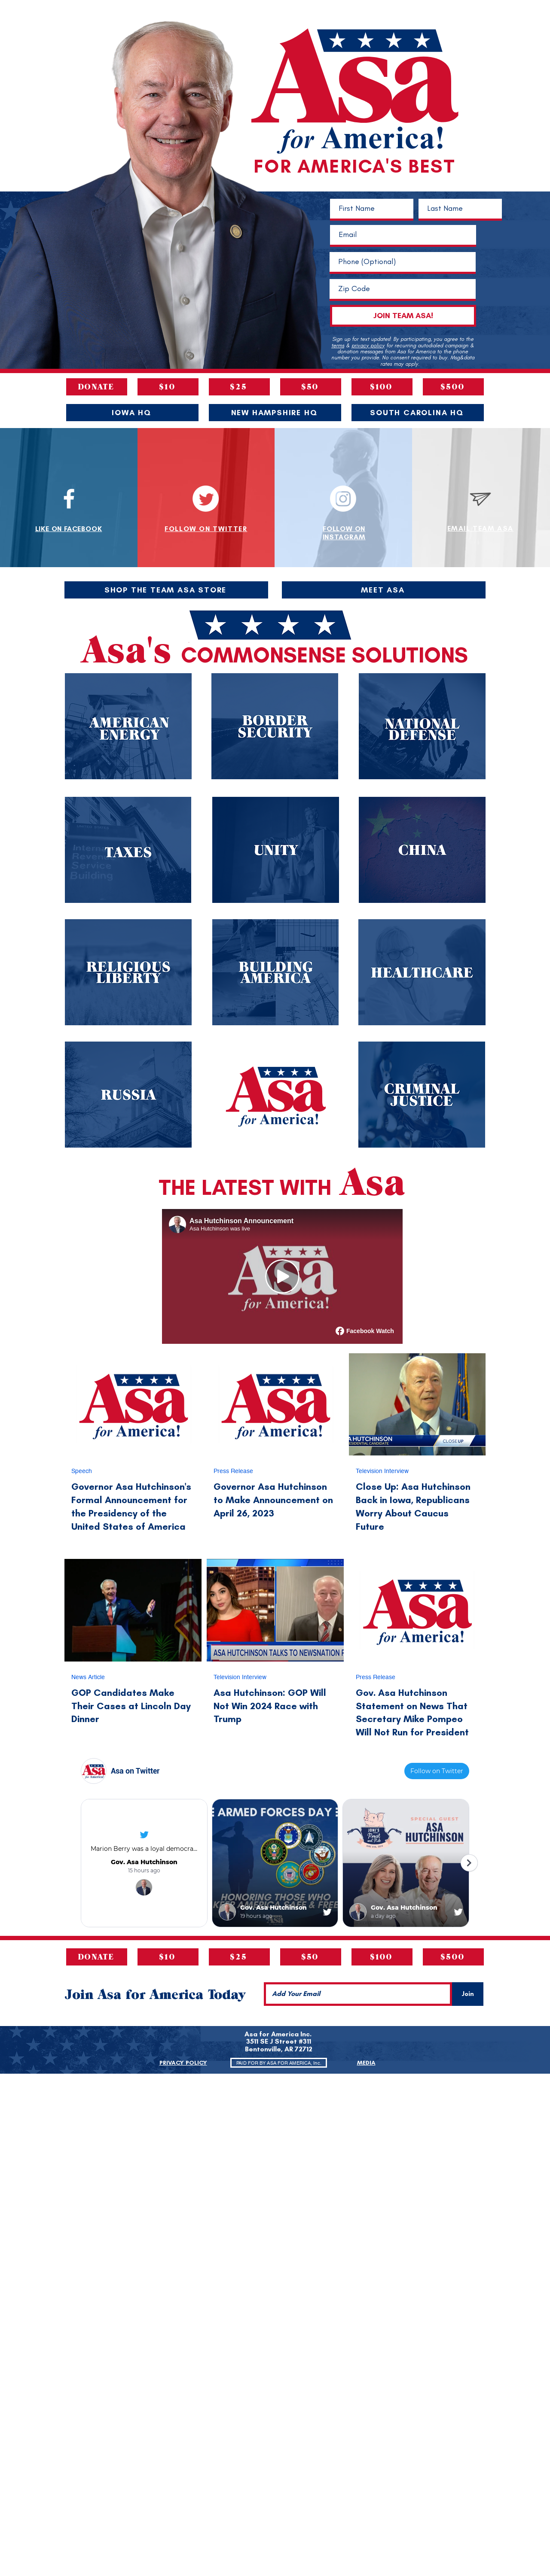 Asa
for America!
FOR AMERICA'S BEST
First Name
Last Name
Email
Phone (Optional)
Zip Code
JOIN TEAM ASA!
Sign up for text updates! By participating, you agree to the
terms & privacy policy for recurring autodialed campaign &
donation messages from Asa for America to the phone
number you provide. No consent required to buy. Msg&data
rates may apply.
DONATE
$10
$25
$50
$100
$500
IOWA HQ
NEW HAMPSHIRE HQ
SOUTH CAROLINA HQ
LIKE ON FACEBOOK
FOLLOW ON TWITTER
FOLLOW ON
INSTAGRAM
EMAIL TEAM ASA
SHOP THE TEAM ASA STORE
MEET ASA
Asa's COMMONSENSE SOLUTIONS
AMERICAN
ENERGY
BORDER
SECURITY
NATIONAL
DEFENSE
TAXES
UNITY
CHINA
RELIGIOUS
LIBERTY
BUILDING
AMERICA
HEALTHCARE
RUSSIA
Asa
for America!
CRIMINAL
JUSTICE
THE LATEST WITH Asa
Asa Hutchinson Announcement
Asa Hutchinson was live
Asa
for America!
Facebook Watch
Asa
for America!
Asa
for America!
A HUTCHINSON
CLOSE UP
Speech
Governor Asa Hutchinson's
Formal Announcement for
the Presidency of the
United States of America
Press Release
Governor Asa Hutchinson
to Make Announcement on
April 26, 2023
Television Interview
Close Up: Asa Hutchinson
Back in Iowa, Republicans
Worry About Caucus
Future
ASA HUTCHINSON TALKS TO NEWSNATION
Asa
for America!
News Article
GOP Candidates Make
Their Cases at Lincoln Day
Dinner
Television Interview
Asa Hutchinson: GOP Will
Not Win 2024 Race with
Trump
Press Release
Gov. Asa Hutchinson
Statement on News That
Secretary Mike Pompeo
Will Not Run for President
Asa on Twitter
Follow on Twitter
Marion Berry was a loyal democra...
Gov. Asa Hutchinson
15 hours ago
ARMED FORCES DAY
HONORING THOSE WHO
KEEP AMERICA SAFE & FREE
Gov. Asa Hutchinson
19 hours ago
SPECIAL GUEST
ASA
HUTCHINSON
Gov. Asa Hutchinson
a day ago
DONATE
$10
$25
$50
$100
$500
Join Asa for America Today
Add Your Email
Join
Asa for America Inc.
3511 SE J Street #311
Bentonville, AR 72712
PRIVACY POLICY
PAID FOR BY ASA FOR AMERICA, Inc.
MEDIA